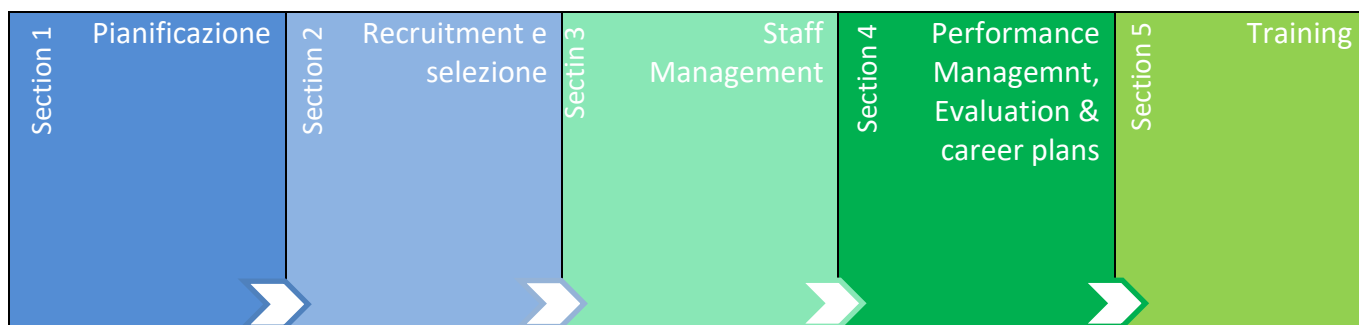 Section 1
Pianificazione
Section 2
Recruitment e
selezione
Sectin 3
Staff
Management
Section 4
Performance
Managemnt,
Evaluation &
career plans
Section 5
Training